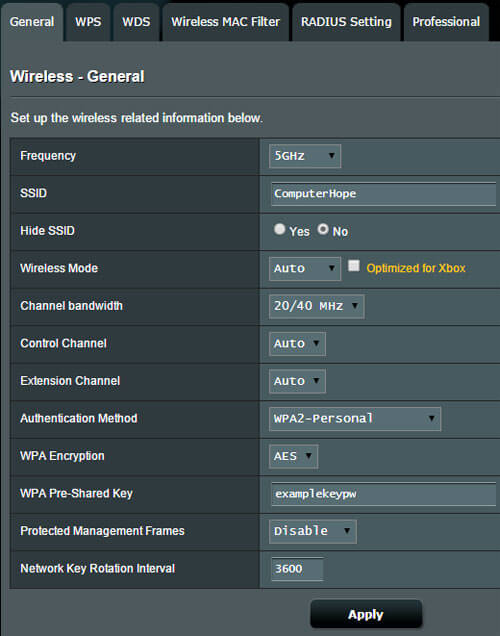 General WPS WDS Wireless MAC Filter RADIUS Setting Professional
Wireless - General
Set up the wireless related information below.
Frequency 5GHz
SSID ComputerHope
Hide SSID Yes No
Wireless Mode Auto Optimized for Xbox
Channel bandwidth 20/40 MHz
Control Channel Auto
Extension Channel Auto
Authentication Method WPA2-Personal
WPA Encryption AES
WPA Pre-Shared Key examplekeypw
Protected Management Frames Disable
Network Key Rotation Interval 3600
Apply